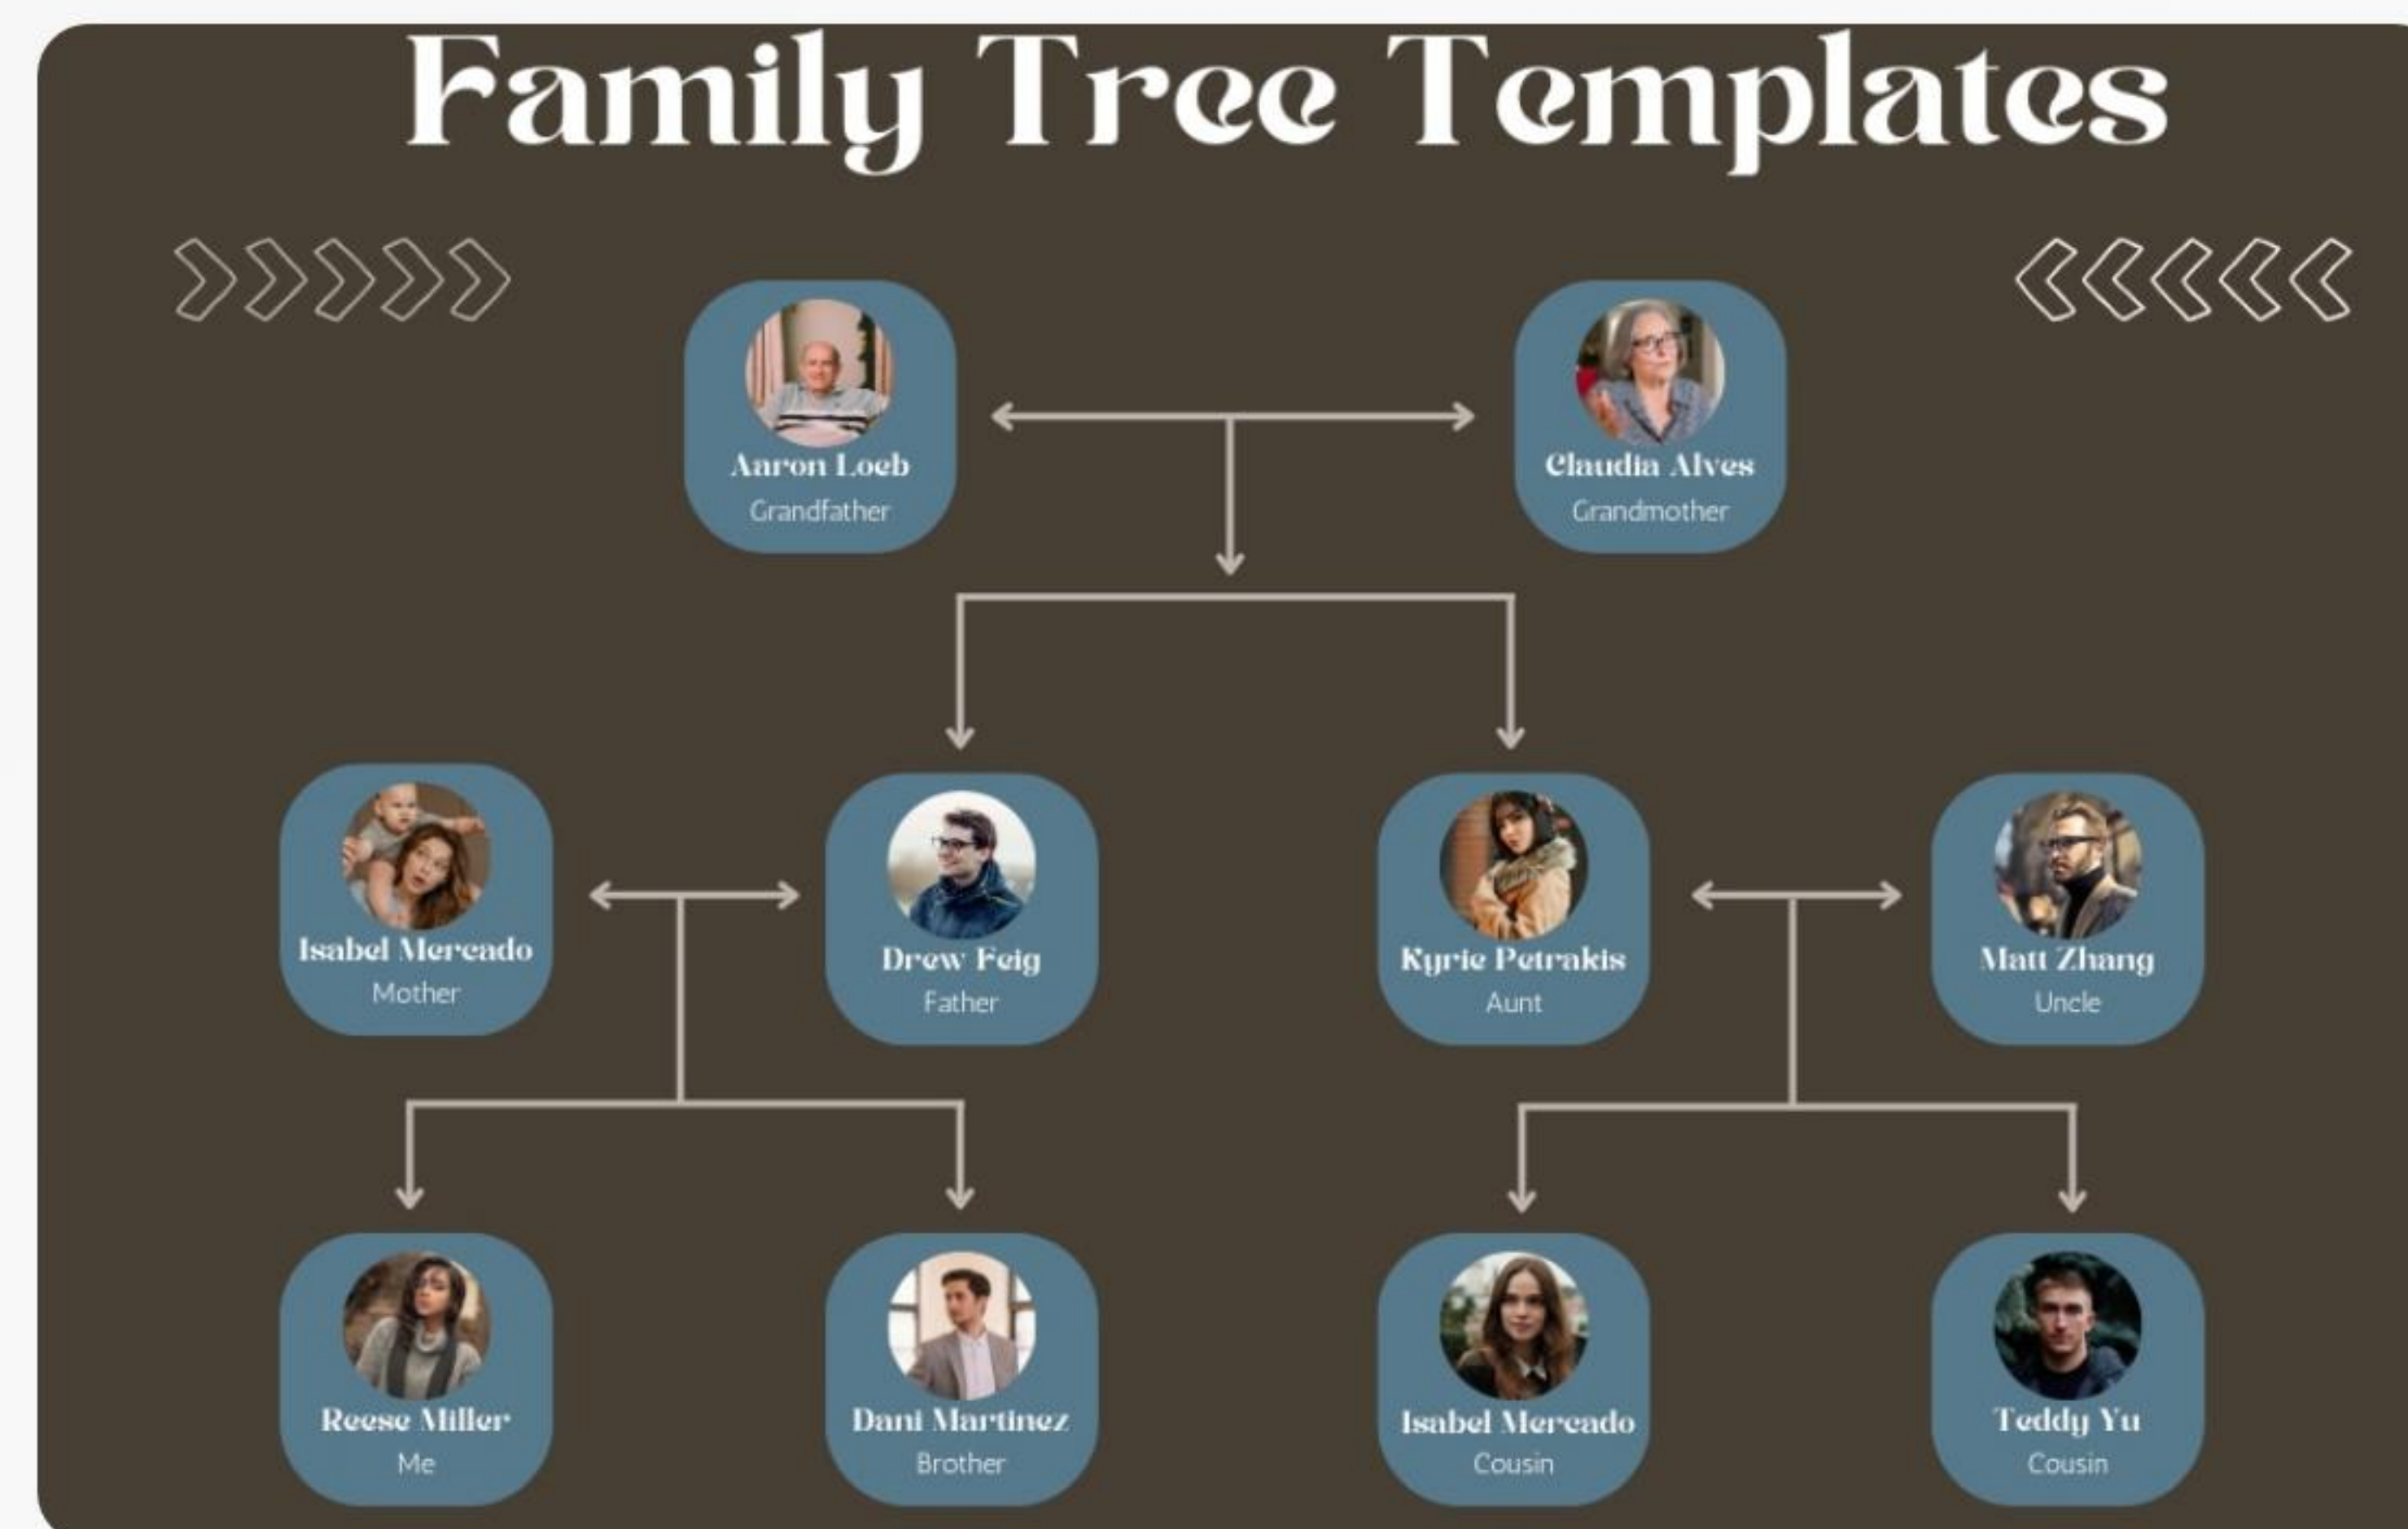 Family Tree Templates
Aaron Loeb
Grandfather
Claudia Alves
Grandmother
Isabel Mercado
Mother
Drew Feig
Father
Kyrie Petrakis
Aunt
Matt Zhang
Uncle
Reese Miller
Me
Dani Martinez
Brother
Isabel Mercado
Cousin
Teddy Yu
Cousin